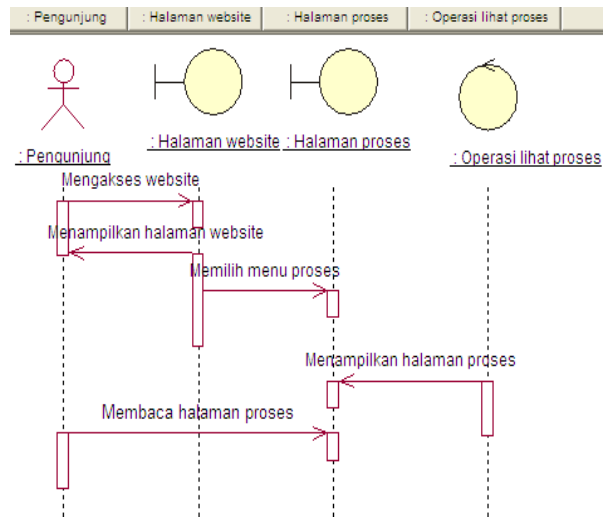 : Pengunjung : Halaman website : Halaman proses : Operasi lihat proses
: Pengunjung
: Halaman website
: Halaman proses
: Operasi lihat proses
Mengakses website
Menampilkan halaman website
Memilih menu proses
Menampilkan halaman proses
Membaca halaman proses